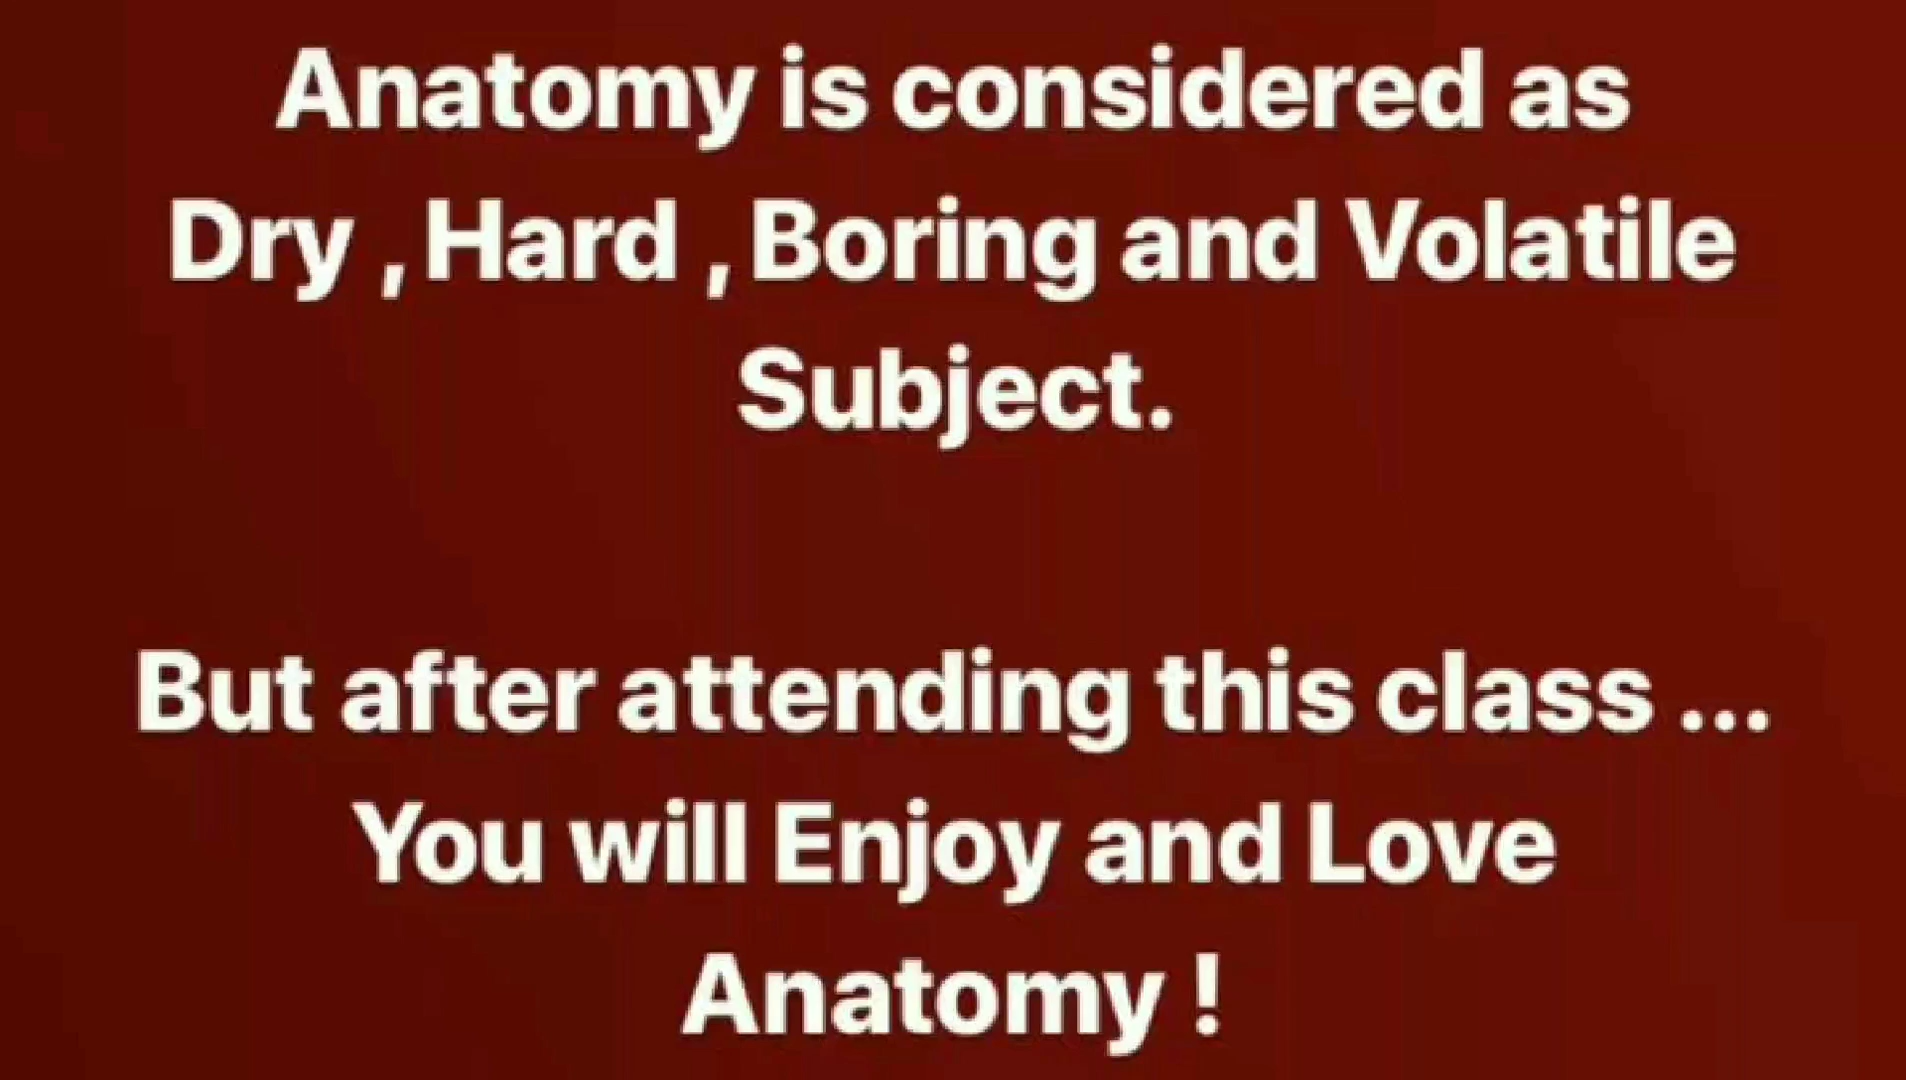 Anatomy is considered as
Dry , Hard , Boring and Volatile
Subject.
But after attending this class ...
You will Enjoy and Love
Anatomy !